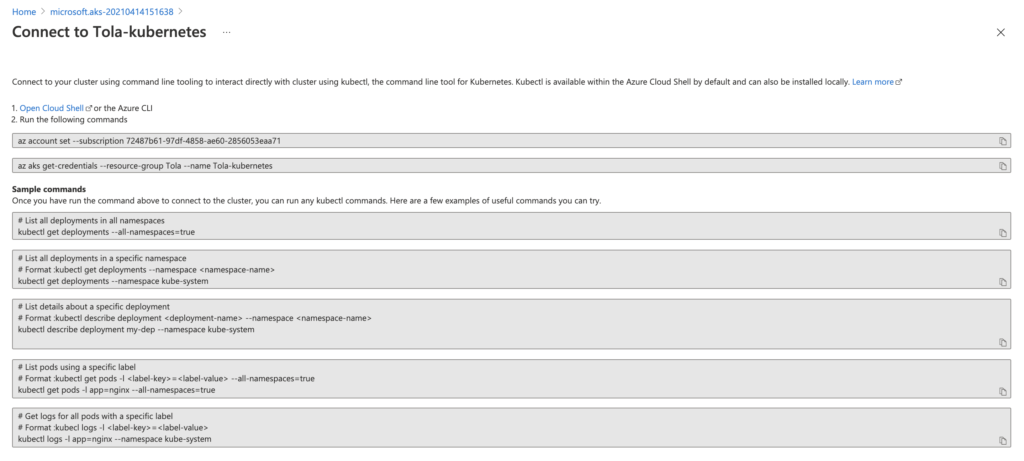 Home > microsoft.aks-20210414151638 >
Connect to Tola-kubernetes ...
Connect to your cluster using command line tooling to interact directly with cluster using kubectl, the command line tool for Kubernetes. Kubectl is available within the Azure Cloud Shell by default and can also be installed locally. Learn more
1. Open Cloud Shell or the Azure CLI
2. Run the following commands
az account set --subscription 72487b61-97df-4858-ae60-2856053eaa71
az aks get-credentials --resource-group Tola --name Tola-kubernetes
Sample commands
Once you have run the command above to connect to the cluster, you can run any kubectl commands. Here are a few examples of useful commands you can try.
# List all deployments in all namespaces
kubectl get deployments --all-namespaces=true
# List all deployments in a specific namespace
# Format :kubectl get deployments --namespace <namespace-name>
kubectl get deployments --namespace kube-system
# List details about a specific deployment
# Format :kubectl describe deployment <deployment-name> --namespace <namespace-name>
kubectl describe deployment my-dep --namespace kube-system
# List pods using a specific label
# Format :kubectl get pods -l <label-key>=<label-value> --all-namespaces=true
kubectl get pods -l app=nginx --all-namespaces=true
# Get logs for all pods with a specific label
# Format :kubecl logs -l <label-key>=<label-value>
kubectl logs -l app=nginx --namespace kube-system